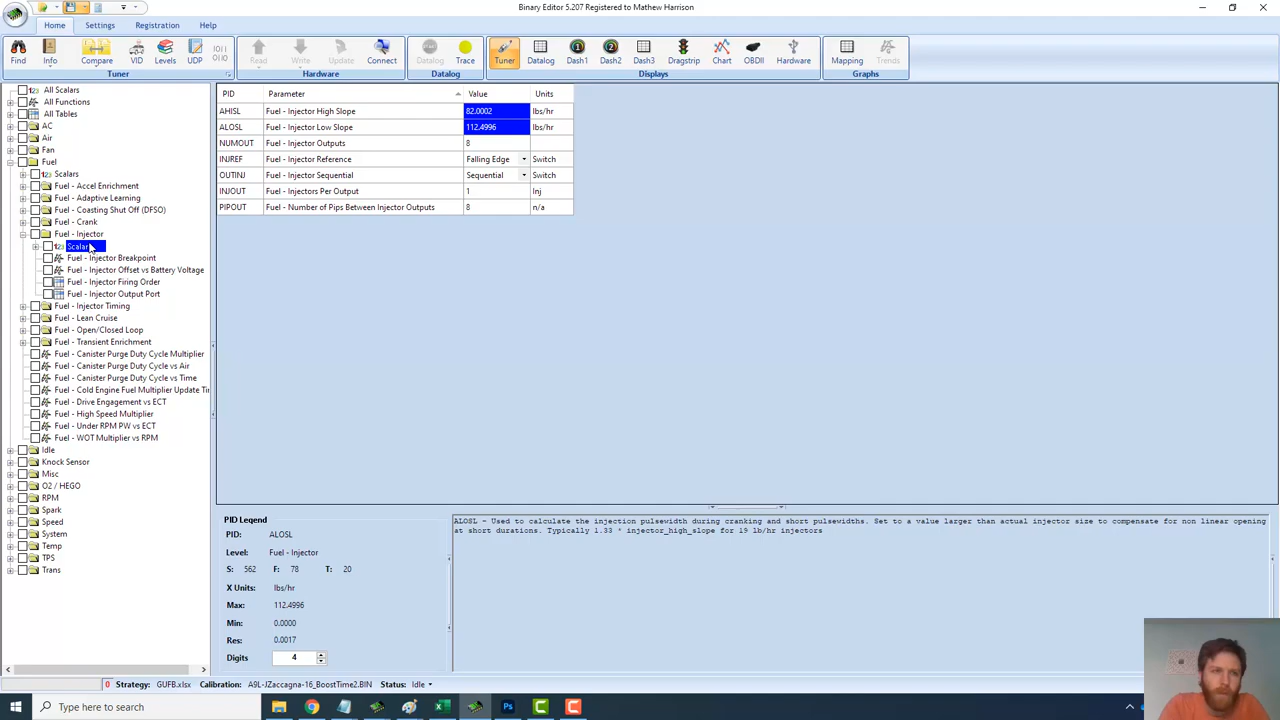 Binary Editor 5.207 Registered to Mathew Harrison
Home Settings Registration Help
Find Info Compare VID Levels UDP Read Write Update Connect Datalog Trace Tuner Datalog Dash1 Dash2 Dash3 Dragstrip Chart OBDII Hardware Mapping Trends
Tuner Hardware Datalog Displays Graphs
All Scalars
All Functions
All Tables
AC
Air
Fan
Fuel
Scalars
Fuel - Accel Enrichment
Fuel - Adaptive Learning
Fuel - Coasting Shut Off (DFSO)
Fuel - Crank
Fuel - Injector
Scalar
Fuel - Injector Breakpoint
Fuel - Injector Offset vs Battery Voltage
Fuel - Injector Firing Order
Fuel - Injector Output Port
Fuel - Injector Timing
Fuel - Lean Cruise
Fuel - Open/Closed Loop
Fuel - Transient Enrichment
Fuel - Canister Purge Duty Cycle Multiplier
Fuel - Canister Purge Duty Cycle vs Air
Fuel - Canister Purge Duty Cycle vs Time
Fuel - Cold Engine Fuel Multiplier Update Ti
Fuel - Drive Engagement vs ECT
Fuel - High Speed Multiplier
Fuel - Under RPM PW vs ECT
Fuel - WOT Multiplier vs RPM
Idle
Knock Sensor
Misc
O2 / HEGO
RPM
Spark
Speed
System
Temp
TPS
Trans
PID Parameter Value Units
AHISL Fuel - Injector High Slope 82.0002 lbs/hr
ALOSL Fuel - Injector Low Slope 112.4996 lbs/hr
NUMOUT Fuel - Injector Outputs 8
INJREF Fuel - Injector Reference Falling Edge Switch
OUTINJ Fuel - Injector Sequential Sequential Switch
INJOUT Fuel - Injectors Per Output 1 Inj
PIPOUT Fuel - Number of Pips Between Injector Outputs 8 n/a
PID Legend
PID: ALOSL
Level: Fuel - Injector
S: 562 F: 78 T: 20
X Units: lbs/hr
Max: 112.4996
Min: 0.0000
Res: 0.0017
Digits 4
ALOSL - Used to calculate the injection pulsewidth during cranking and short pulsewidths. Set to a value larger than actual injector size to compensate for non linear opening
at short durations. Typically 1.33 * injector_high_slope for 19 lb/hr injectors
0 Strategy: GUFB.xlsx Calibration: A9L-JZaccagna-16_BoostTime2.BIN Status: Idle
Type here to search